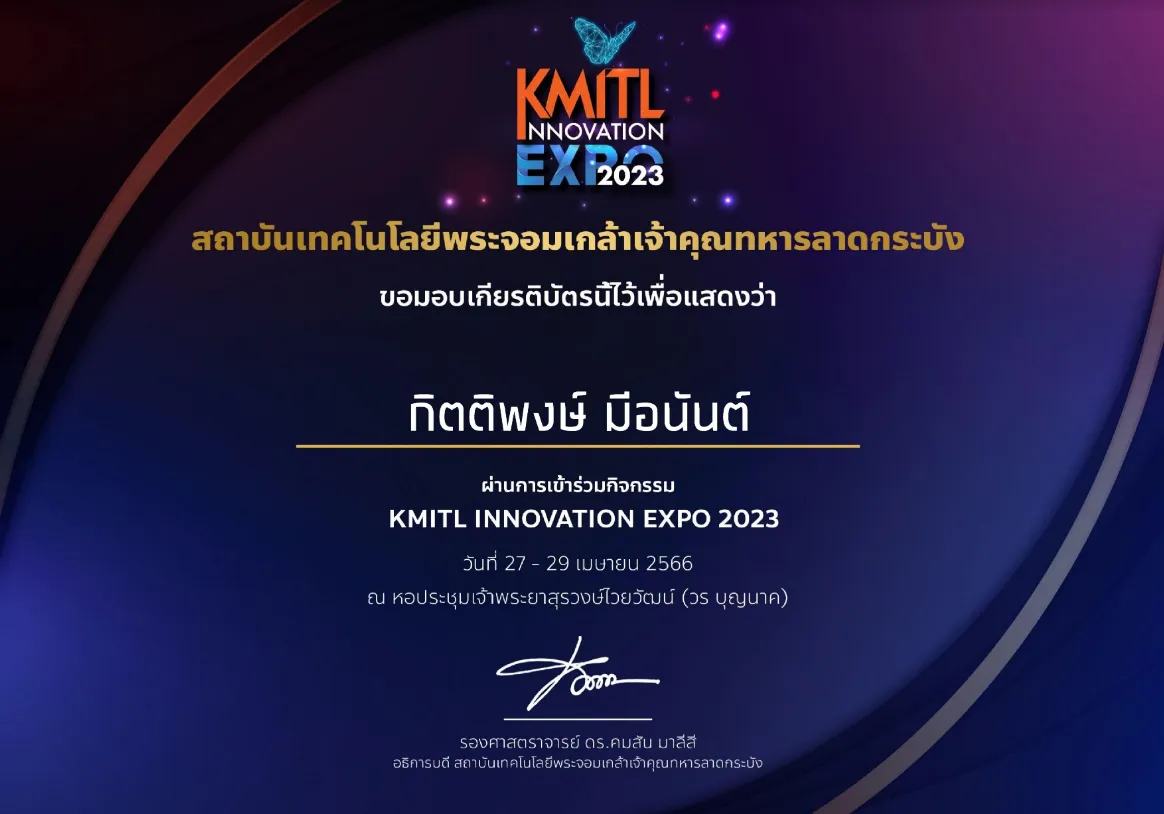 KMITL
INNOVATION
EXPO 2023
สถาบันเทคโนโลยีพระจอมเกล้าเจ้าคุณทหารลาดกระบัง
ขอมอบเกียรติบัตรนี้ไว้เพื่อแสดงว่า
กิตติพงษ์ มีอนันต์
ผ่านการเข้าร่วมกิจกรรม
KMITL INNOVATION EXPO 2023
วันที่ 27 - 29 เมษายน 2566
ณ หอประชุมเจ้าพระยาสุรวงษ์ไวยวัฒน์ (วร บุญนาค)
รองศาสตราจารย์ ดร.คมสัน มาลีสี
อธิการบดี สถาบันเทคโนโลยีพระจอมเกล้าเจ้าคุณทหารลาดกระบัง